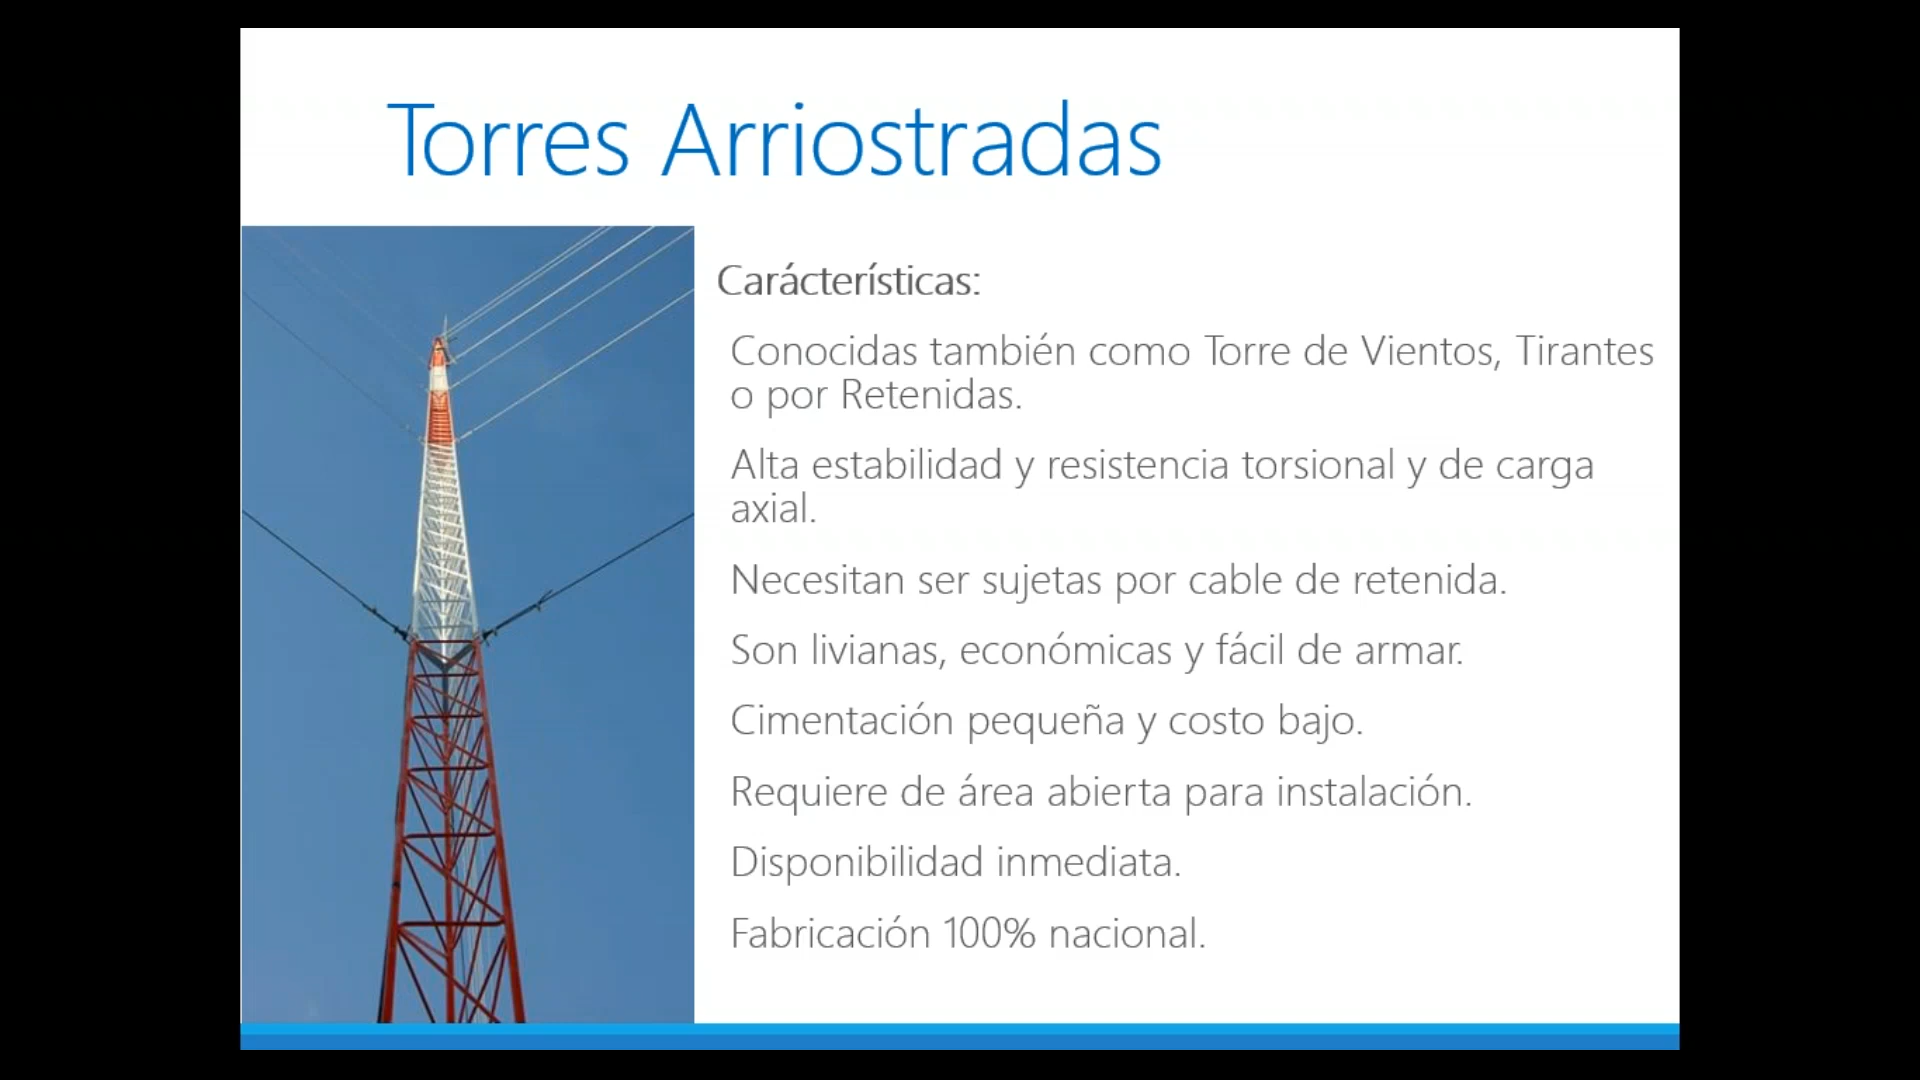 Torres Arriostradas
Carácterísticas:
Conocidas también como Torre de Vientos, Tirantes
o por Retenidas.
Alta estabilidad y resistencia torsional y de carga
axial.
Necesitan ser sujetas por cable de retenida.
Son livianas, económicas y fácil de armar.
Cimentación pequeña y costo bajo.
Requiere de área abierta para instalación.
Disponibilidad inmediata.
Fabricación 100% nacional.